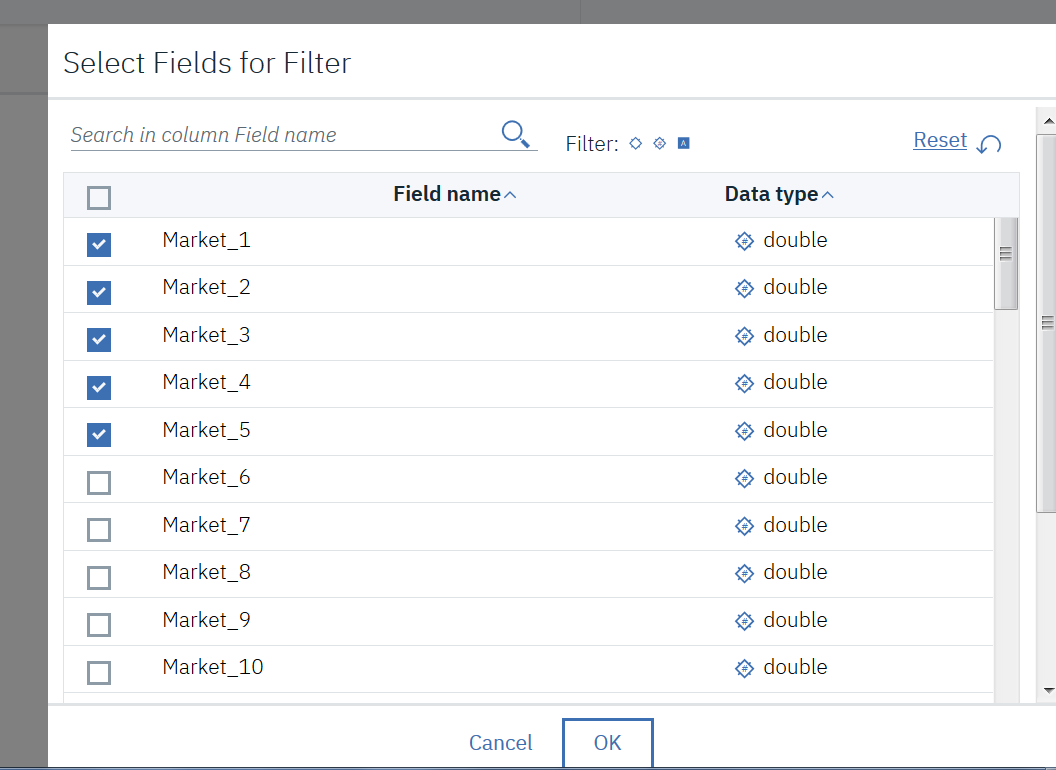 Select Fields for Filter
Search in column Field name
Filter:
Reset
Field name
Data type
Market_1 double
Market_2 double
Market_3 double
Market_4 double
Market_5 double
Market_6 double
Market_7 double
Market_8 double
Market_9 double
Market_10 double
Cancel
OK